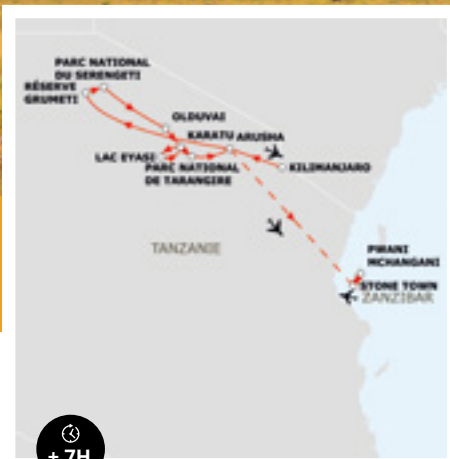 PARC NATIONAL
DU SERENGETI
RÉSERVE
GRUMETI
OLDUVAI
KARATU ARUSHA
LAC EYASI
PARC NATIONAL
DE TARANGIRE
KILIMANJARO
TANZANIE
PWANI
MCHANGANI
STONE TOWN
ZANZIBAR
+ 7H